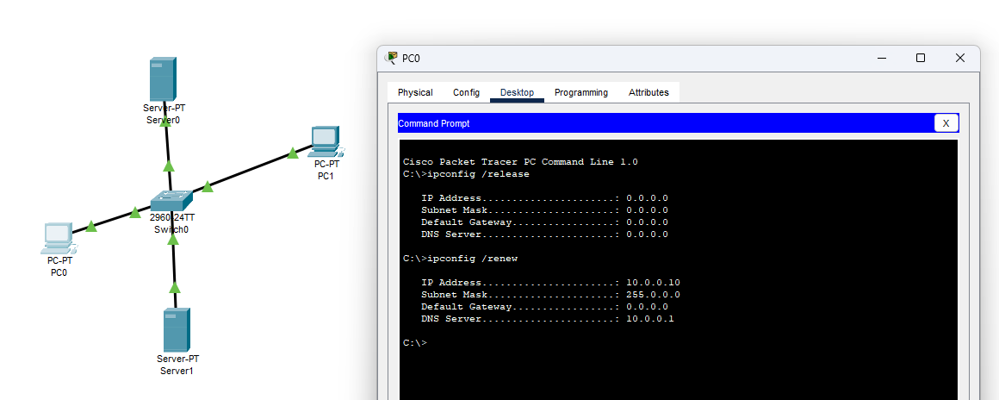 Server-PT
Server0
PC-PT
PC1
2960-24TT
Switch0
PC-PT
PC0
Server-PT
Server1
PC0
Physical Config Desktop Programming Attributes
Command Prompt X
Cisco Packet Tracer PC Command Line 1.0
C:\>ipconfig /release
IP Address......................: 0.0.0.0
Subnet Mask.....................: 0.0.0.0
Default Gateway.................: 0.0.0.0
DNS Server......................: 0.0.0.0
C:\>ipconfig /renew
IP Address......................: 10.0.0.10
Subnet Mask.....................: 255.0.0.0
Default Gateway.................: 0.0.0.0
DNS Server......................: 10.0.0.1
C:\>